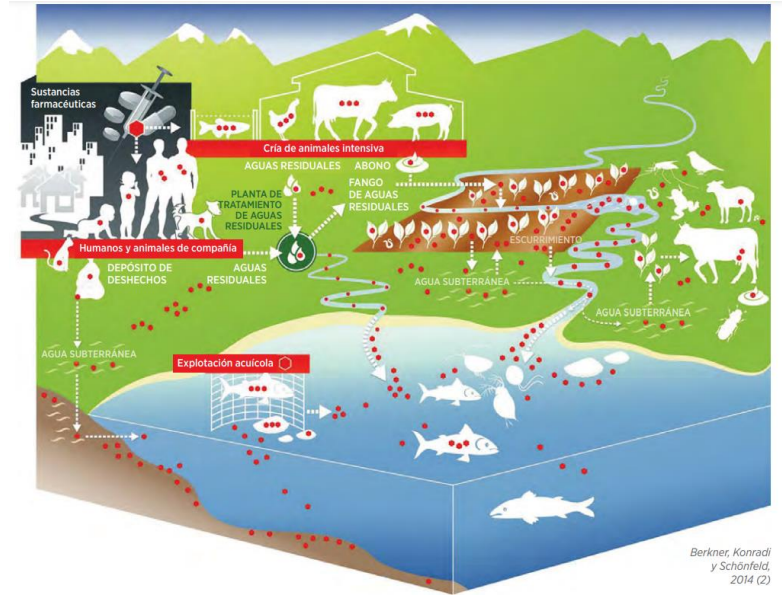 Sustancias
farmacéuticas
Cría de animales intensiva
AGUAS RESIDUALES
ABONO
PLANTA DE
TRATAMIENTO
DE AGUAS
RESIDUALES
FANGO
DE AGUAS
RESIDUALES
Humanos y animales de compañía
DEPÓSITO DE
DESHECHOS
AGUAS
RESIDUALES
ESCURRIMIENTO
AGUA SUBTERRÁNEA
AGUA SUBTERRÁNEA
AGUA SUBTERRÁNEA
Explotación acuícola
Berkner, Konradi
y Schönfeld,
2014 (2)